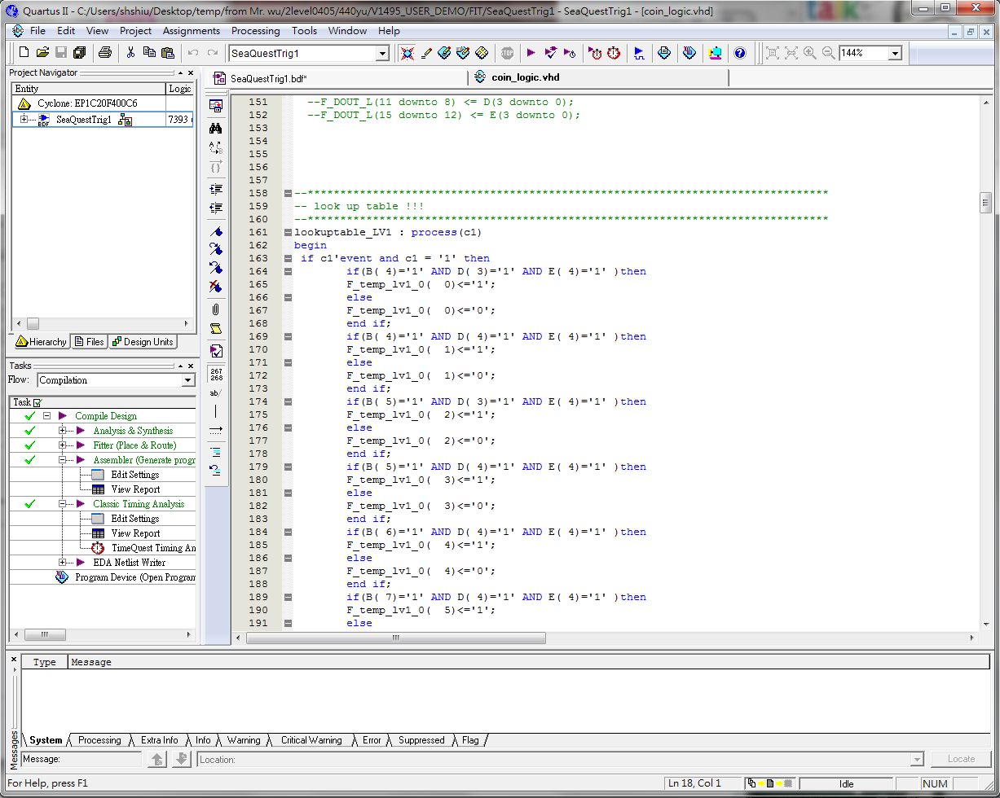 Quartus II - C:/Users/shshiu/Desktop/temp/from Mr. wu/2level0405/440yu/V1495_USER_DEMO/FIT/SeaQuestTrig1 - SeaQuestTrig1 - [coin_logic.vhd]
File Edit View Project Assignments Processing Tools Window Help
SeaQuestTrig1
STOP
144%
Project Navigator
Entity Logic
Cyclone: EP1C20F400C6
SeaQuestTrig1 7393
Hierarchy Files Design Units
Tasks
Flow: Compilation
Task
Compile Design
Analysis & Synthesis
Fitter (Place & Route)
Assembler (Generate progr
Edit Settings
View Report
Classic Timing Analysis
Edit Settings
View Report
TimeQuest Timing An
EDA Netlist Writer
Program Device (Open Program
267
268
ab/
SeaQuestTrig1.bdf*
coin_logic.vhd
151 --F_DOUT_L(11 downto 8) <= D(3 downto 0);
152 --F_DOUT_L(15 downto 12) <= E(3 downto 0);
153
154
155
156
157
158 --********************************************************************************
159 -- look up table !!!
160 --********************************************************************************
161 lookuptable_LV1 : process(c1)
162 begin
163 if c1'event and c1 = '1' then
164 if(B( 4)='1' AND D( 3)='1' AND E( 4)='1' )then
165 F_temp_lv1_0( 0)<='1';
166 else
167 F_temp_lv1_0( 0)<='0';
168 end if;
169 if(B( 4)='1' AND D( 4)='1' AND E( 4)='1' )then
170 F_temp_lv1_0( 1)<='1';
171 else
172 F_temp_lv1_0( 1)<='0';
173 end if;
174 if(B( 5)='1' AND D( 3)='1' AND E( 4)='1' )then
175 F_temp_lv1_0( 2)<='1';
176 else
177 F_temp_lv1_0( 2)<='0';
178 end if;
179 if(B( 5)='1' AND D( 4)='1' AND E( 4)='1' )then
180 F_temp_lv1_0( 3)<='1';
181 else
182 F_temp_lv1_0( 3)<='0';
183 end if;
184 if(B( 6)='1' AND D( 4)='1' AND E( 4)='1' )then
185 F_temp_lv1_0( 4)<='1';
186 else
187 F_temp_lv1_0( 4)<='0';
188 end if;
189 if(B( 7)='1' AND D( 4)='1' AND E( 4)='1' )then
190 F_temp_lv1_0( 5)<='1';
191 else
Type Message
System Processing Extra Info Info Warning Critical Warning Error Suppressed Flag
Messages
Message: Location: Locate
For Help, press F1 Ln 18, Col 1 Idle NUM